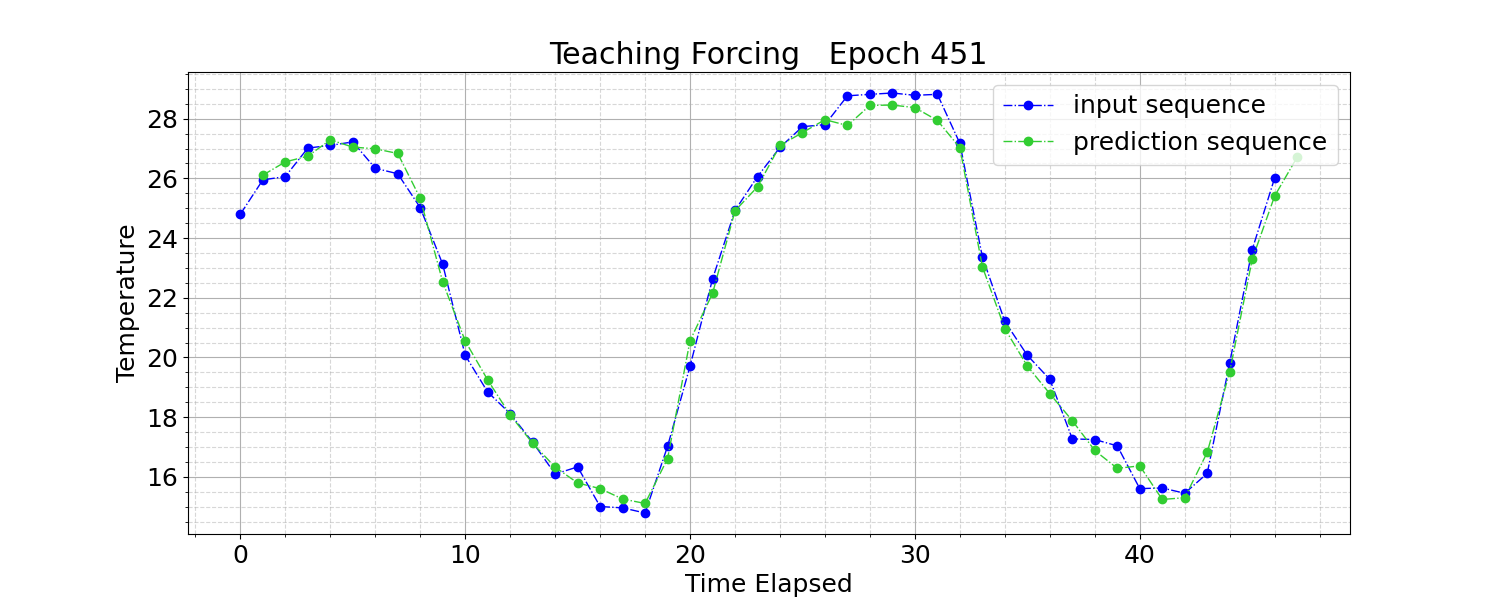 Teaching Forcing   Epoch 451
input sequence
prediction sequence
28
26
24
22
20
18
16
Temperature
0 10 20 30 40
Time Elapsed